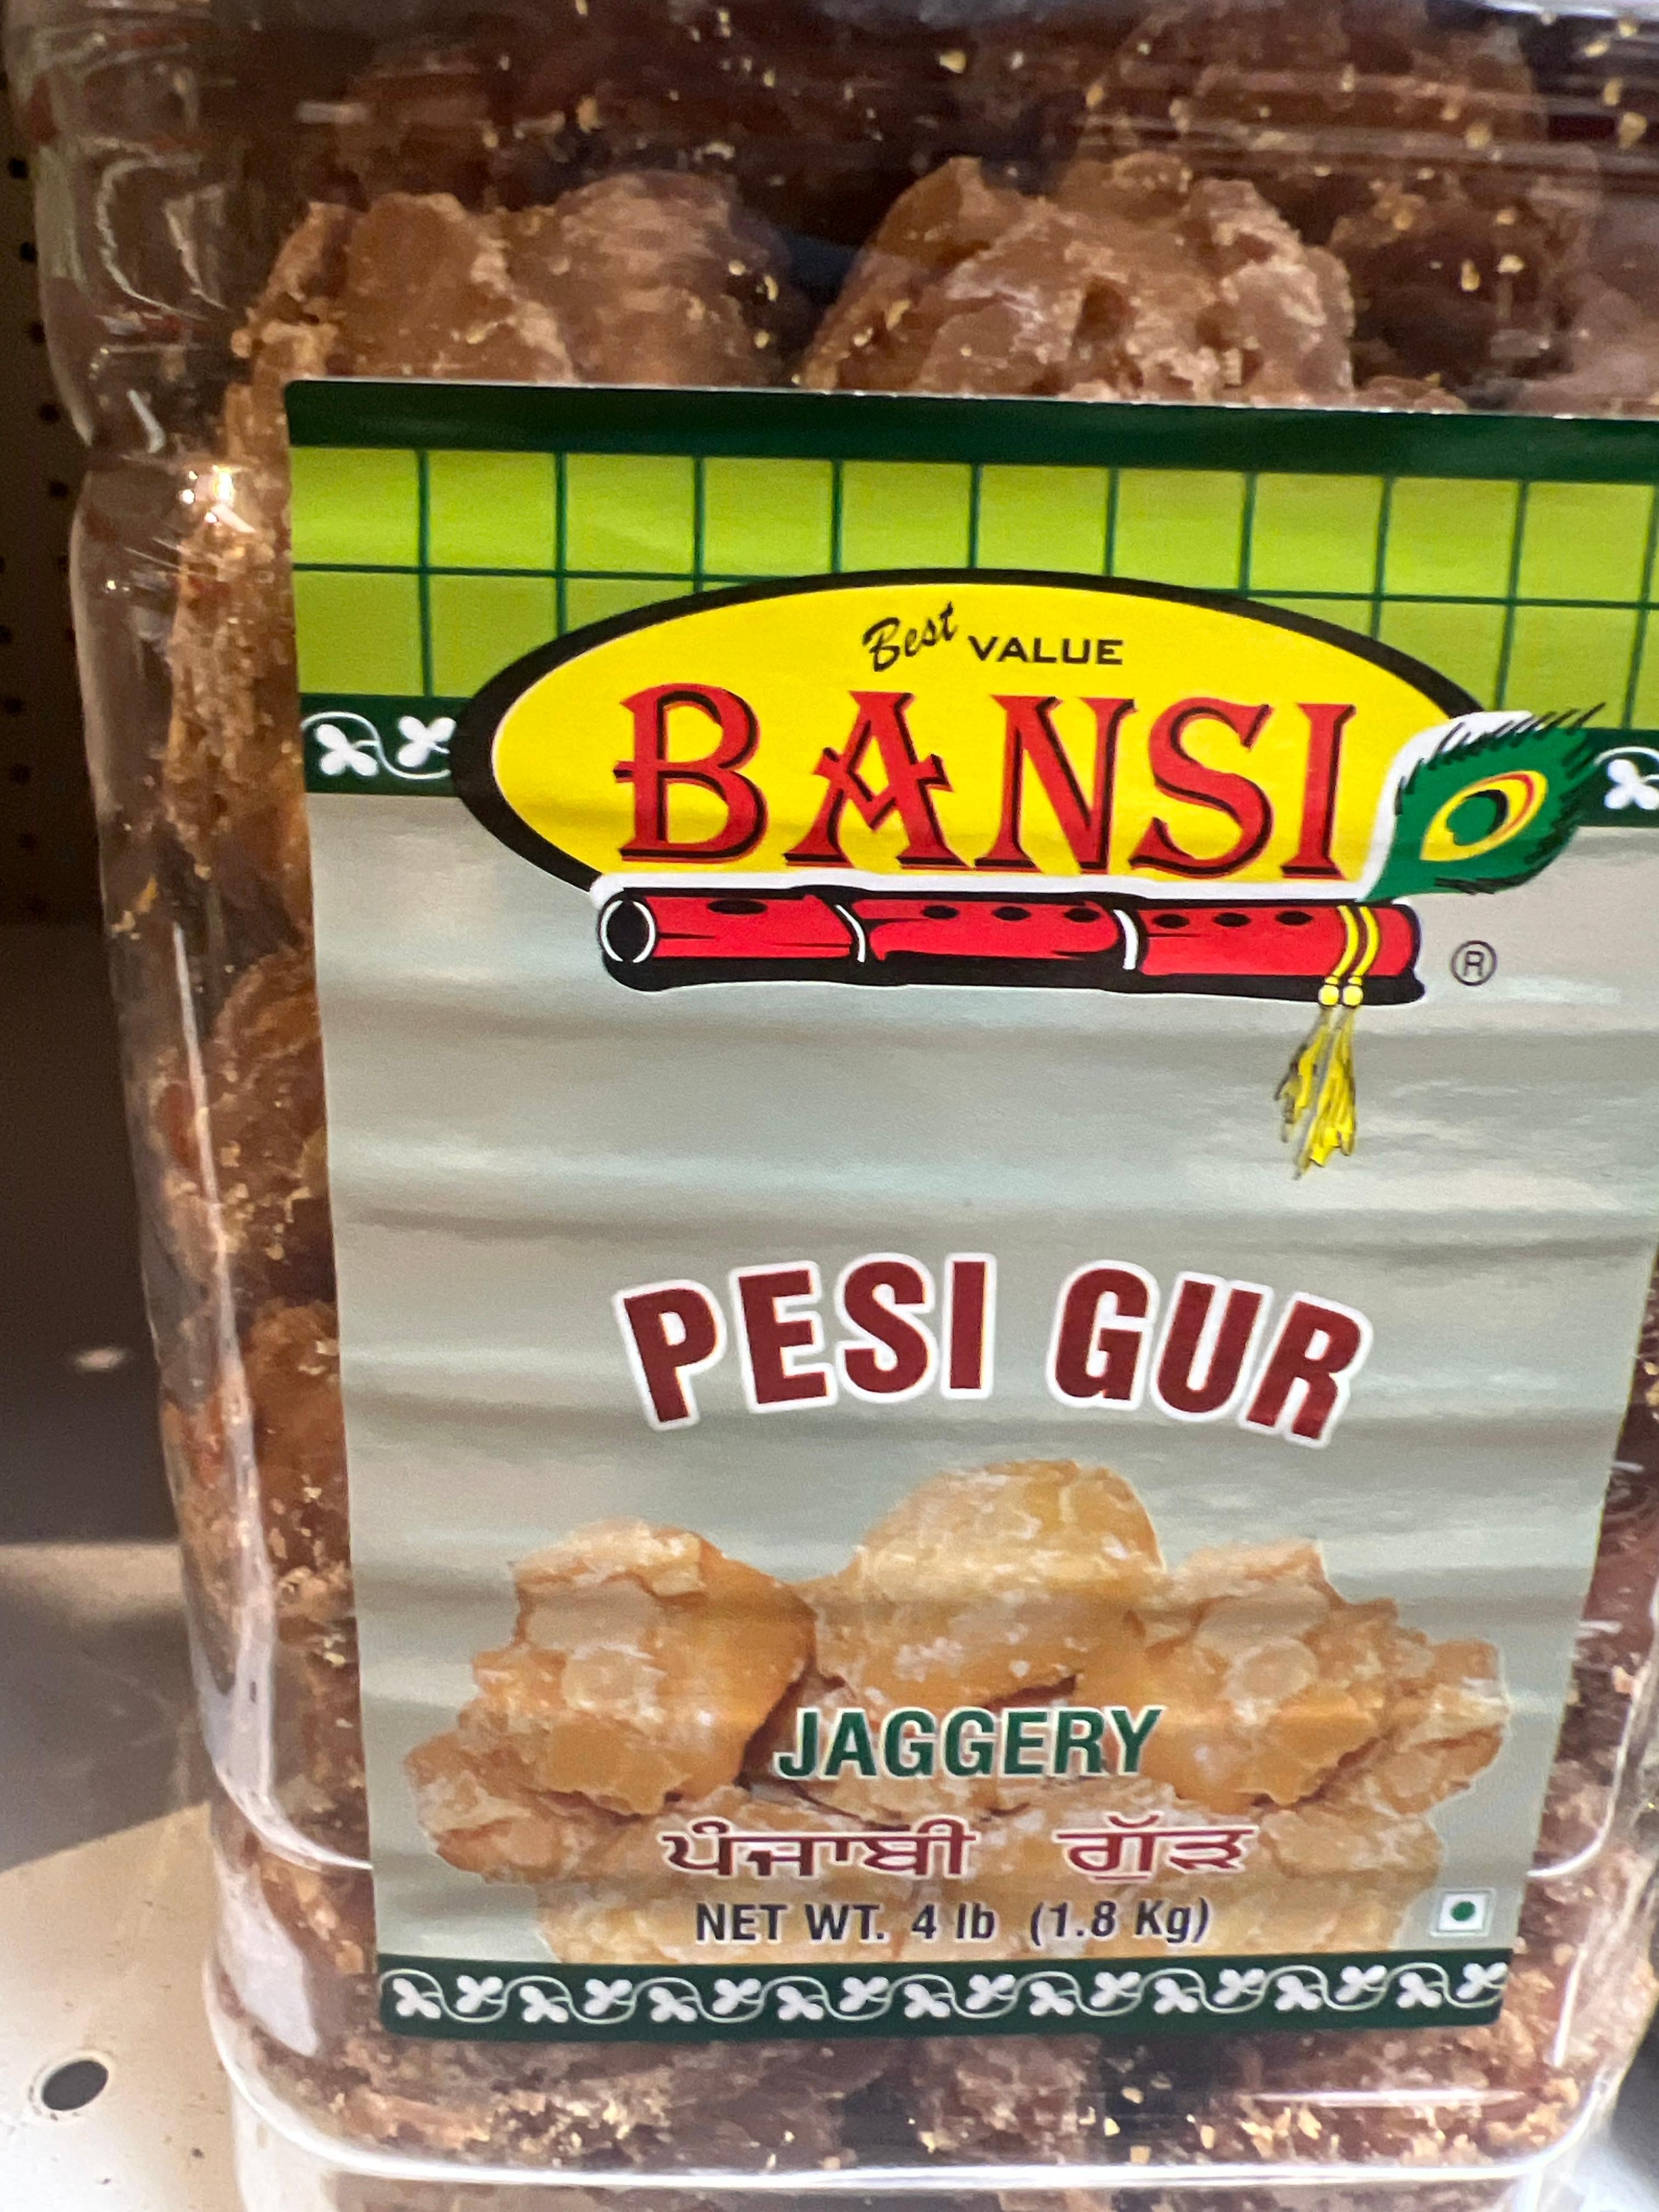 Best VALUE
BANSI
®
PESI GUR
JAGGERY
ਪੰਜਾਬੀ ਗੁੱੜ
NET WT. 4 lb (1.8 Kg)